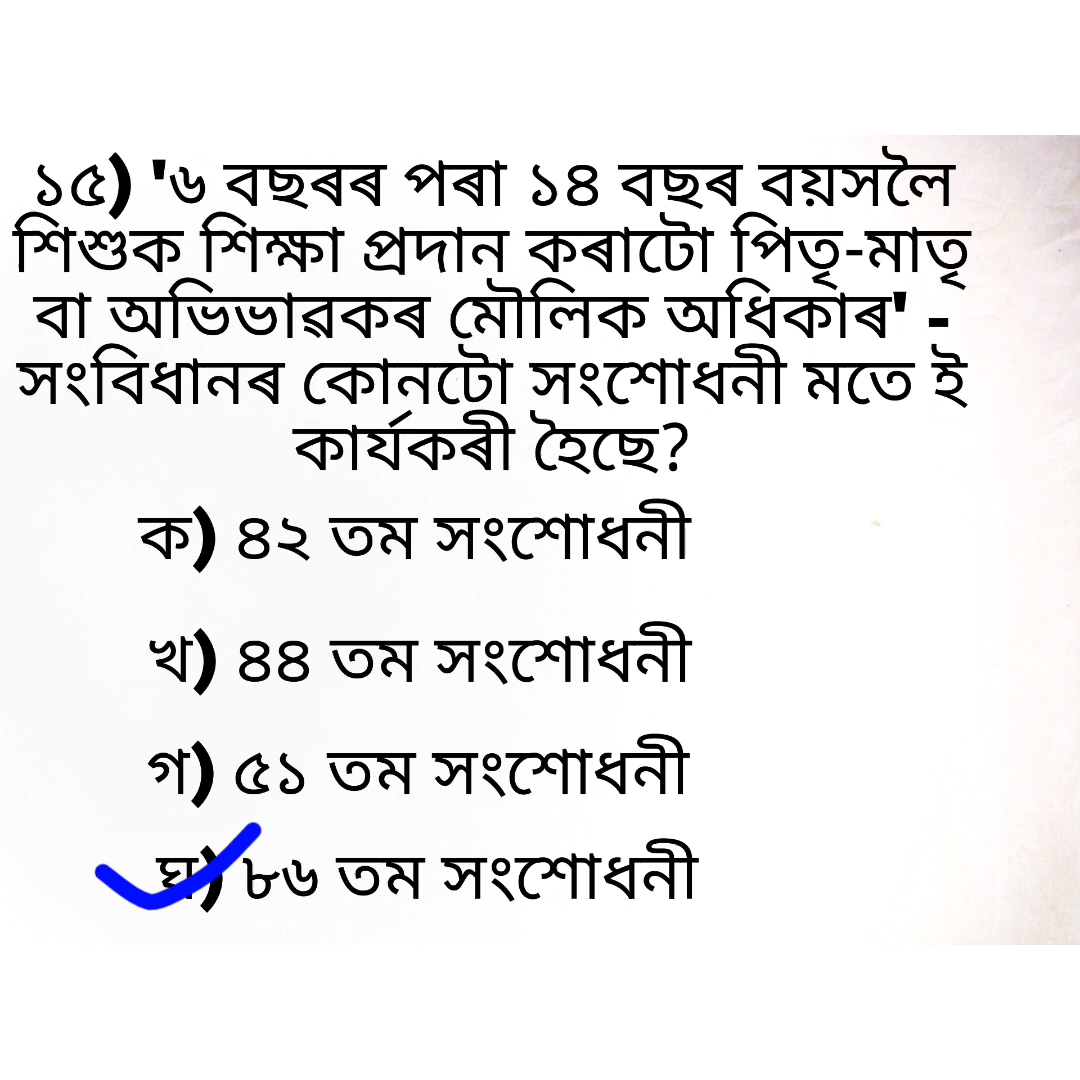 ১৫) '৬ বছৰৰ পৰা ১৪ বছৰ বয়সলৈ
শিশুক শিক্ষা প্ৰদান কৰাটো পিতৃ-মাতৃ
বা অভিভাৱকৰ মৌলিক অধিকাৰ' -
সংবিধানৰ কোনটো সংশোধনী মতে ই
কাৰ্যকৰী হৈছে?
ক) ৪২ তম সংশোধনী
খ) ৪৪ তম সংশোধনী
গ) ৫১ তম সংশোধনী
ঘ) ৮৬ তম সংশোধনী